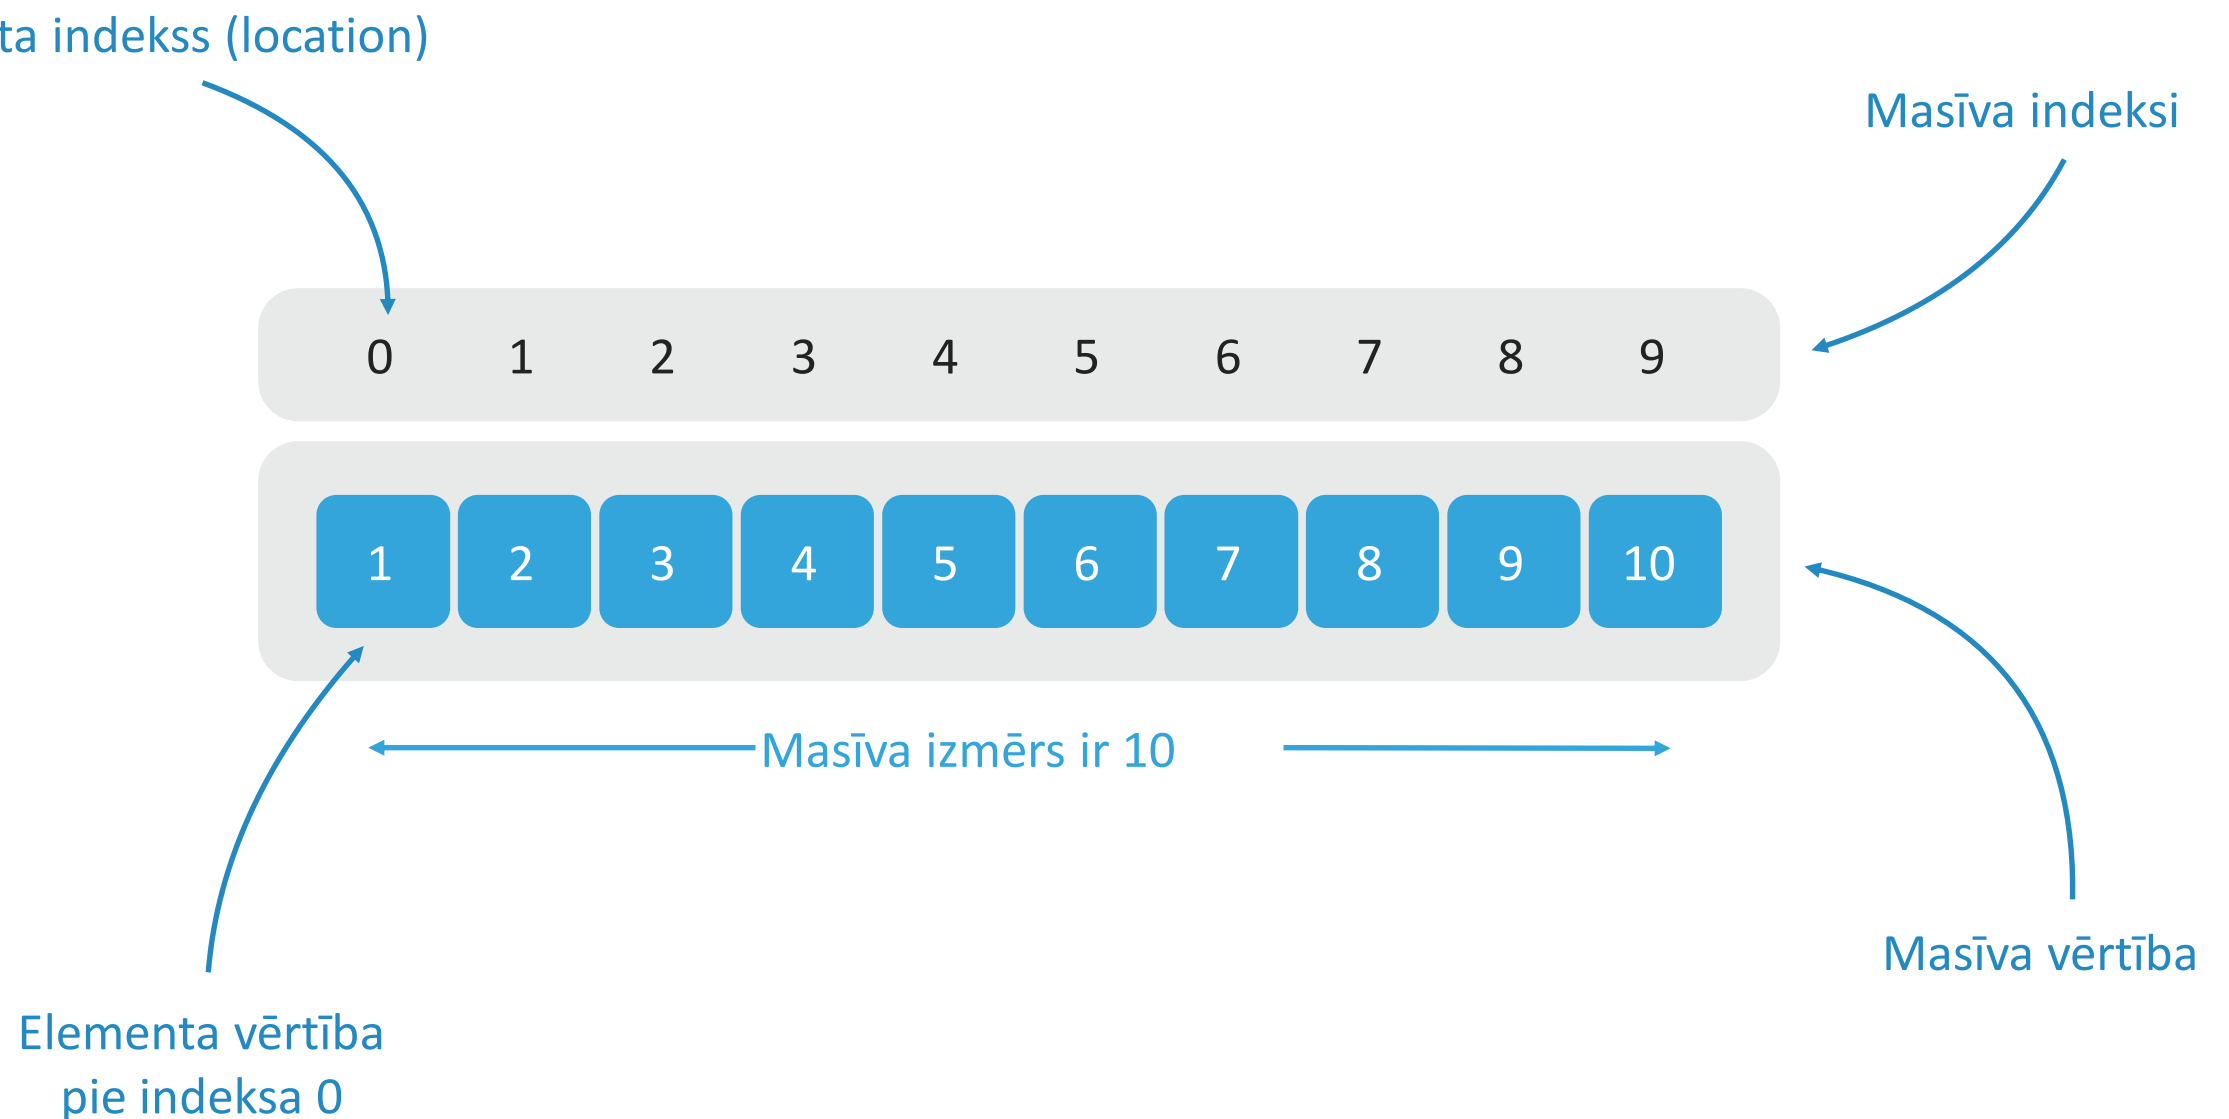 indekss (location)
Masīva indeksi
0 1 2 3 4 5 6 7 8 9
1 2 3 4 5 6 7 8 9 10
Masīva izmērs ir 10
Masīva vērtība
Elementa vērtība
pie indeksa 0